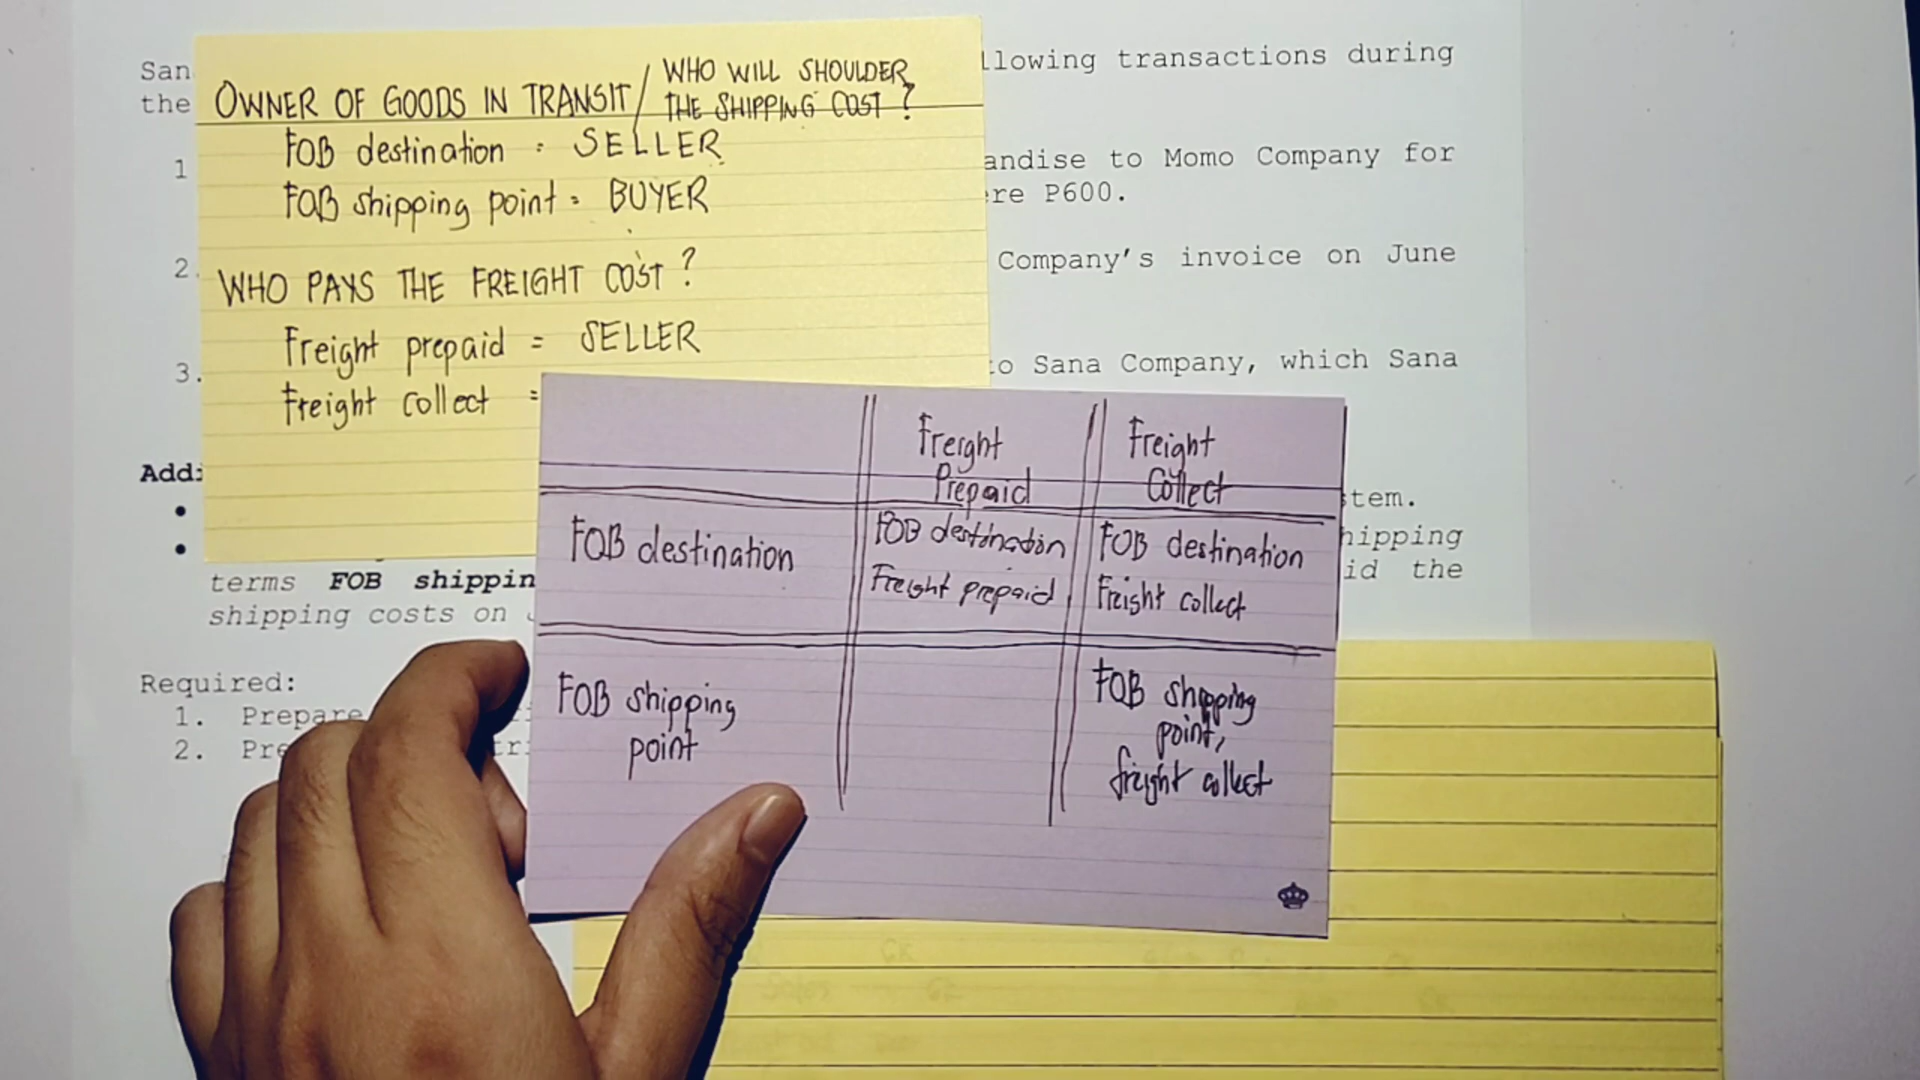 San
llowing transactions during
the
OWNER OF GOODS IN TRANSIT / WHO WILL SHOULDER
THE SHIPPING COST ?
FOB destination = SELLER
FOB shipping point = BUYER
1
andise to Momo Company for
re P600.
2.
Company's invoice on June
WHO PAYS THE FREIGHT COST ?
Freight prepaid = SELLER
Freight collect =
3.
to Sana Company, which Sana
Freight
Prepaid
Freight
Collect
FOB destination
FOB destination
Freight prepaid
FOB destination
Freight collect
FOB shipping
point
FOB shipping
point,
freight collect
Addi
• stem.
• hipping
terms FOB shippin
id the
shipping costs on
Required:
1. Prepare
2. Pre